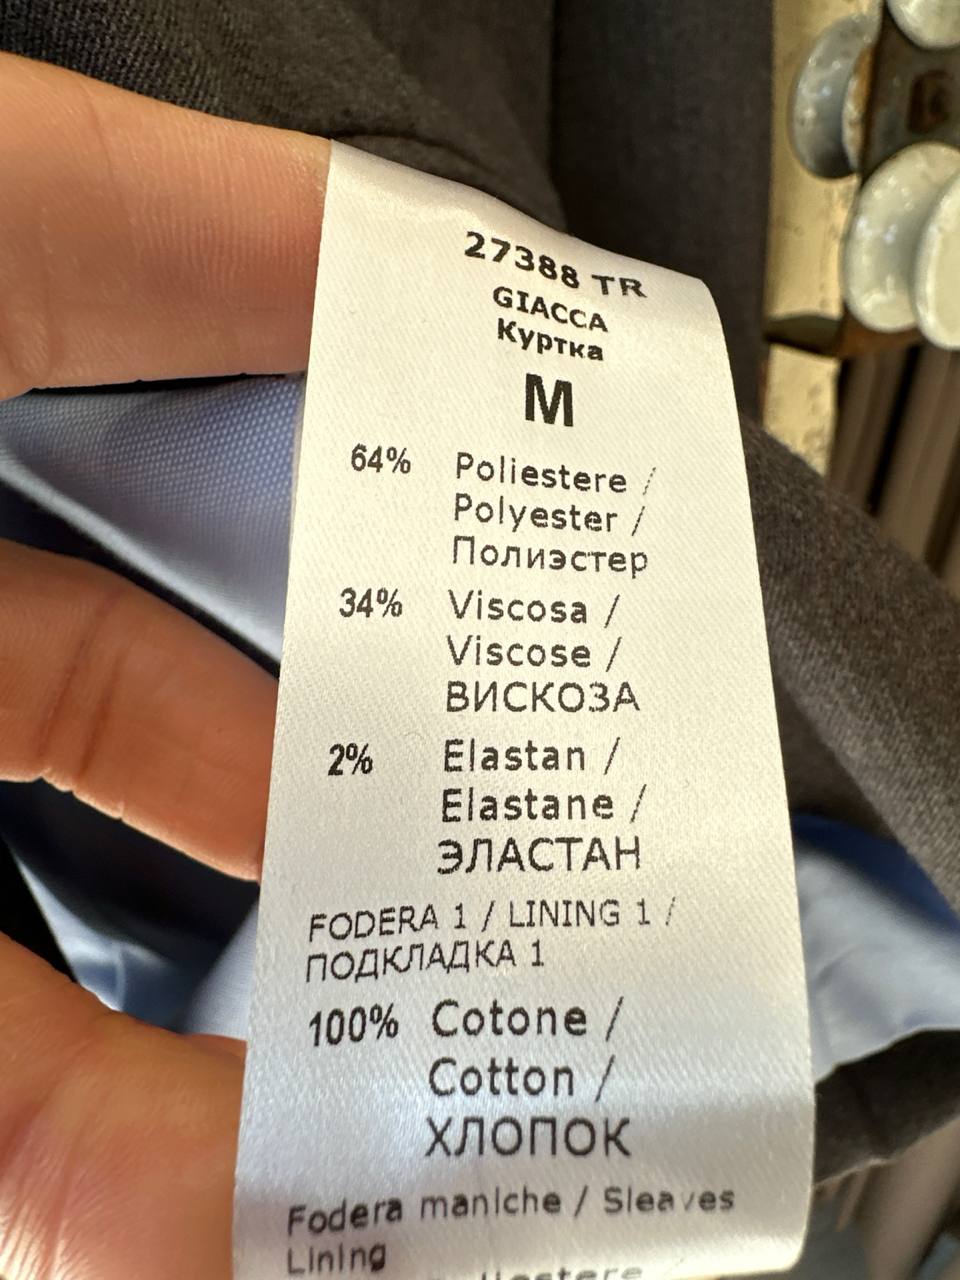 27388 TR
GIACCA
Куртка
M
64% Poliestere /
Polyester /
Полиэстер
34% Viscosa /
Viscose /
ВИСКОЗА
2% Elastan /
Elastane /
ЭЛАСТАН
FODERA 1 / LINING 1 /
ПОДКЛАДКА 1
100% Cotone /
Cotton /
ХЛОПОК
Fodera maniche / Sleaves
Lining